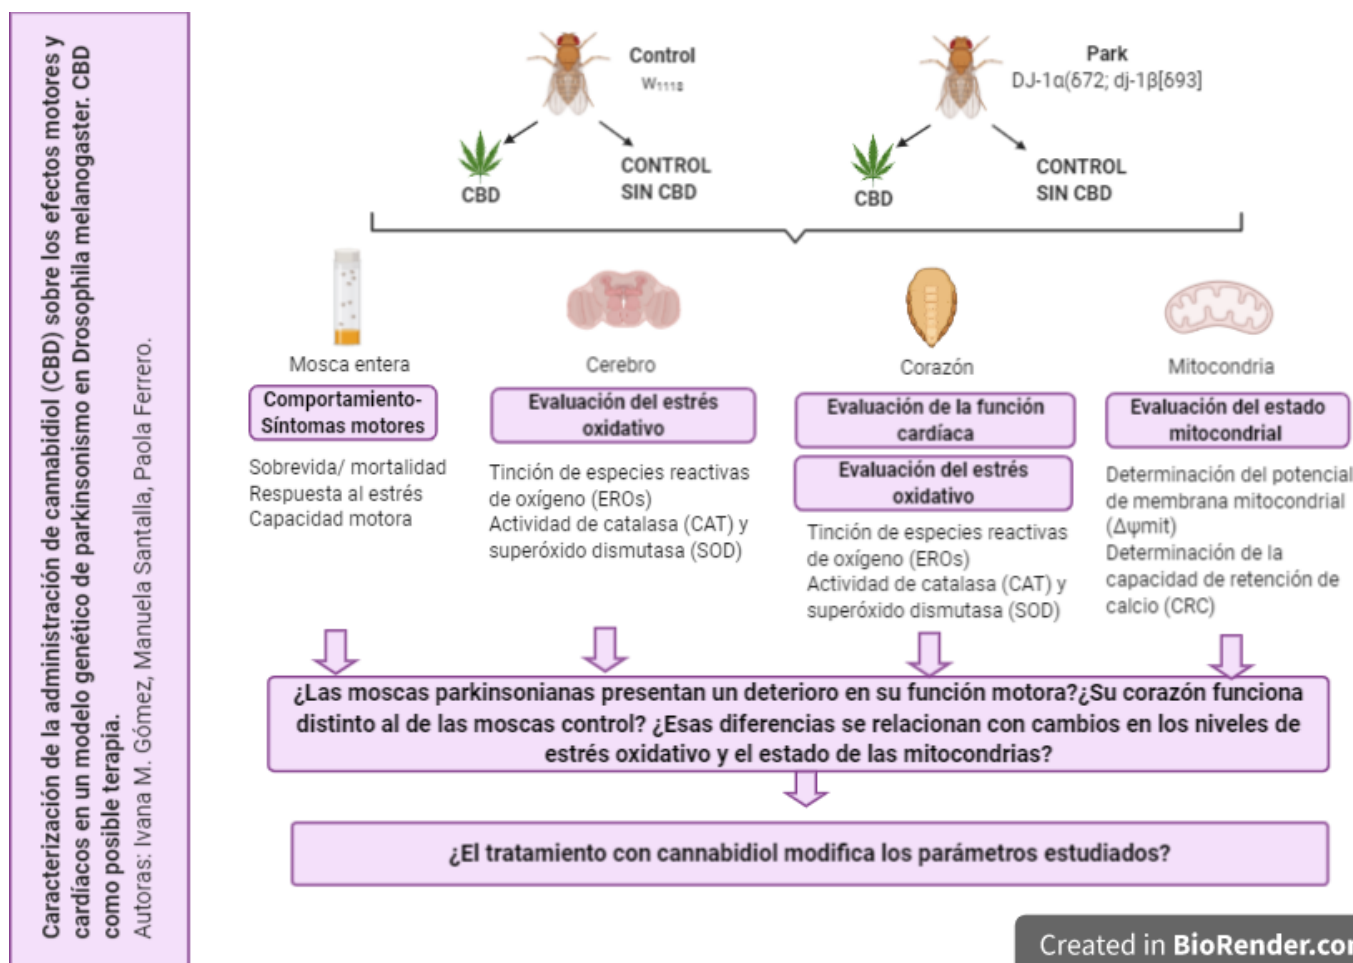 Caracterización de la administración de cannabidiol (CBD) sobre los efectos motores y
cardíacos en un modelo genético de parkinsonismo en Drosophila melanogaster. CBD
como posible terapia.
Autoras: Ivana M. Gómez, Manuela Santalla, Paola Ferrero.
Control
W1118
CBD
CONTROL
SIN CBD
Park
DJ-1α(δ72; dj-1β[δ93]
CBD
CONTROL
SIN CBD
Mosca entera
Comportamiento-
Síntomas motores
Sobrevida/ mortalidad
Respuesta al estrés
Capacidad motora
Cerebro
Evaluación del estrés
oxidativo
Tinción de especies reactivas
de oxígeno (EROs)
Actividad de catalasa (CAT) y
superóxido dismutasa (SOD)
Corazón
Evaluación de la función
cardíaca
Evaluación del estrés
oxidativo
Tinción de especies reactivas
de oxígeno (EROs)
Actividad de catalasa (CAT) y
superóxido dismutasa (SOD)
Mitocondria
Evaluación del estado
mitocondrial
Determinación del potencial
de membrana mitocondrial
(Δψmit)
Determinación de la
capacidad de retención de
calcio (CRC)
¿Las moscas parkinsonianas presentan un deterioro en su función motora?¿Su corazón funciona
distinto al de las moscas control? ¿Esas diferencias se relacionan con cambios en los niveles de
estrés oxidativo y el estado de las mitocondrias?
¿El tratamiento con cannabidiol modifica los parámetros estudiados?
Created in BioRender.com